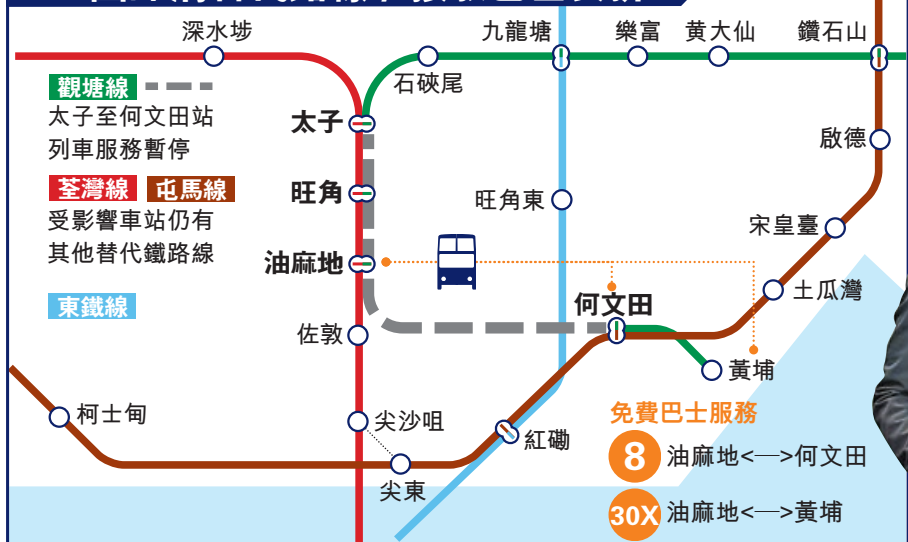 深水埗
九龍塘
樂富
黄大仙
鑽石山
石硤尾
觀塘線
太子至何文田站
列車服務暫停
太子
啟德
荃灣線 屯馬線
受影響車站仍有
其他替代鐵路線
旺角
旺角東
宋皇臺
油麻地
東鐵線
何文田
土瓜灣
佐敦
黃埔
柯士甸
尖沙咀
紅磡
尖東
免費巴士服務
8 油麻地<—>何文田
30X 油麻地<—>黃埔